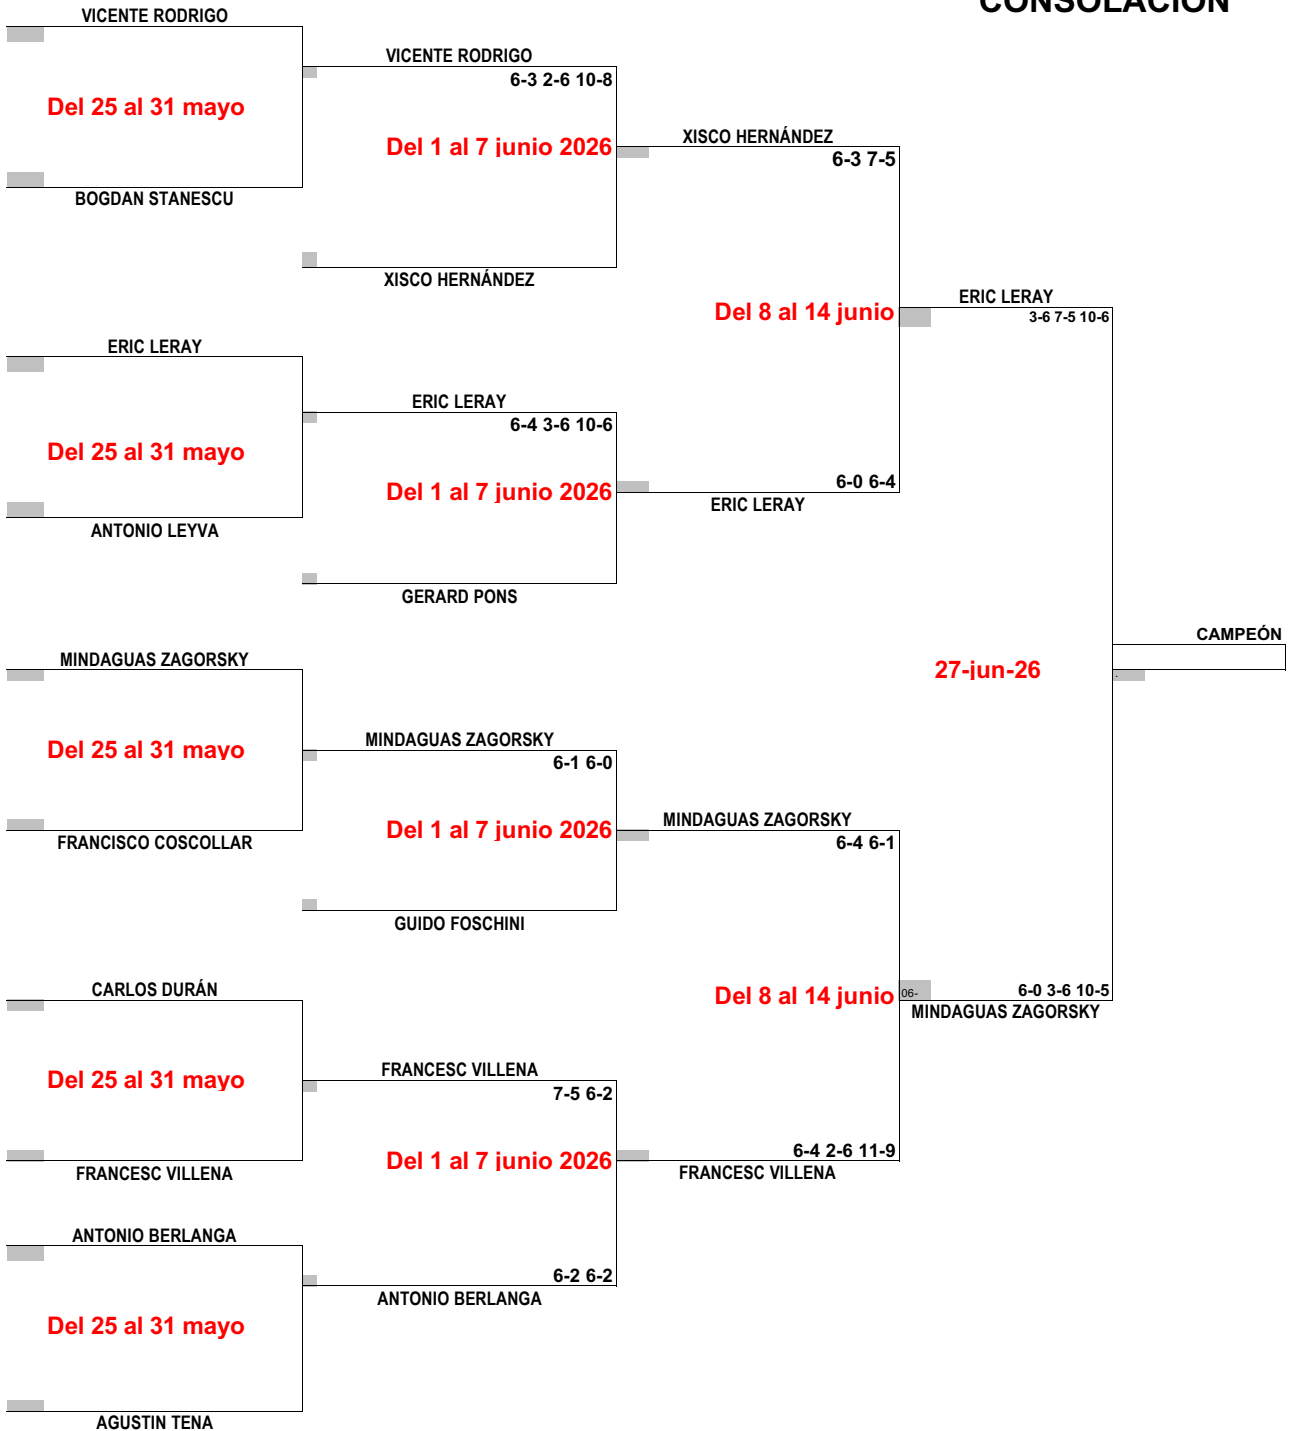 CONSOLACIÓN
VICENTE RODRIGO
VICENTE RODRIGO
6-3 2-6 10-8
Del 25 al 31 mayo
Del 1 al 7 junio 2026
XISCO HERNÁNDEZ
6-3 7-5
BOGDAN STANESCU
XISCO HERNÁNDEZ
Del 8 al 14 junio
ERIC LERAY
3-6 7-5 10-6
ERIC LERAY
ERIC LERAY
6-4 3-6 10-6
Del 25 al 31 mayo
Del 1 al 7 junio 2026
6-0 6-4
ERIC LERAY
ANTONIO LEYVA
GERARD PONS
CAMPEÓN
27-jun-26
MINDAGUAS ZAGORSKY
MINDAGUAS ZAGORSKY
6-1 6-0
Del 25 al 31 mayo
Del 1 al 7 junio 2026
MINDAGUAS ZAGORSKY
6-4 6-1
FRANCISCO COSCOLLAR
GUIDO FOSCHINI
CARLOS DURÁN
Del 8 al 14 junio
06-
6-0 3-6 10-5
MINDAGUAS ZAGORSKY
FRANCESC VILLENA
7-5 6-2
Del 25 al 31 mayo
Del 1 al 7 junio 2026
6-4 2-6 11-9
FRANCESC VILLENA
FRANCESC VILLENA
ANTONIO BERLANGA
6-2 6-2
ANTONIO BERLANGA
Del 25 al 31 mayo
AGUSTIN TENA